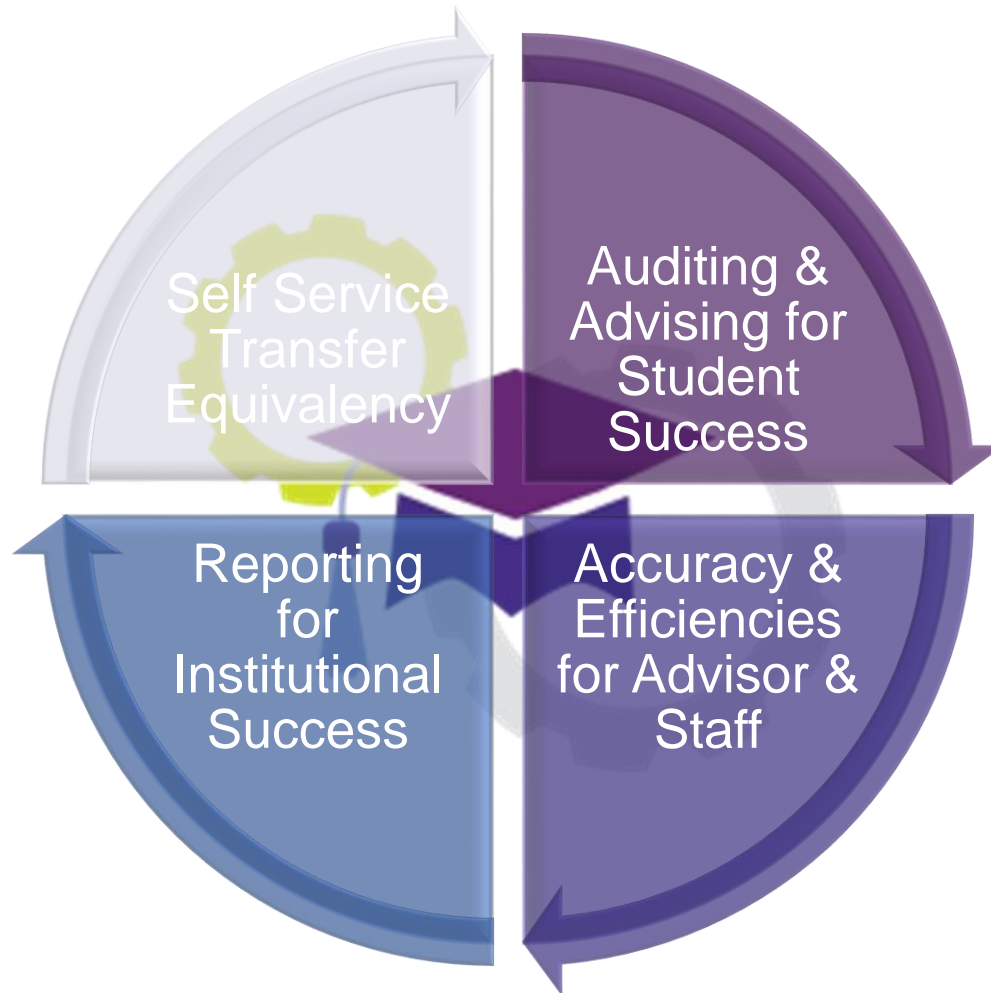 Self Service
Transfer
Equivalency
Auditing &
Advising for
Student
Success
Reporting
for
Institutional
Success
Accuracy &
Efficiencies
for Advisor &
Staff